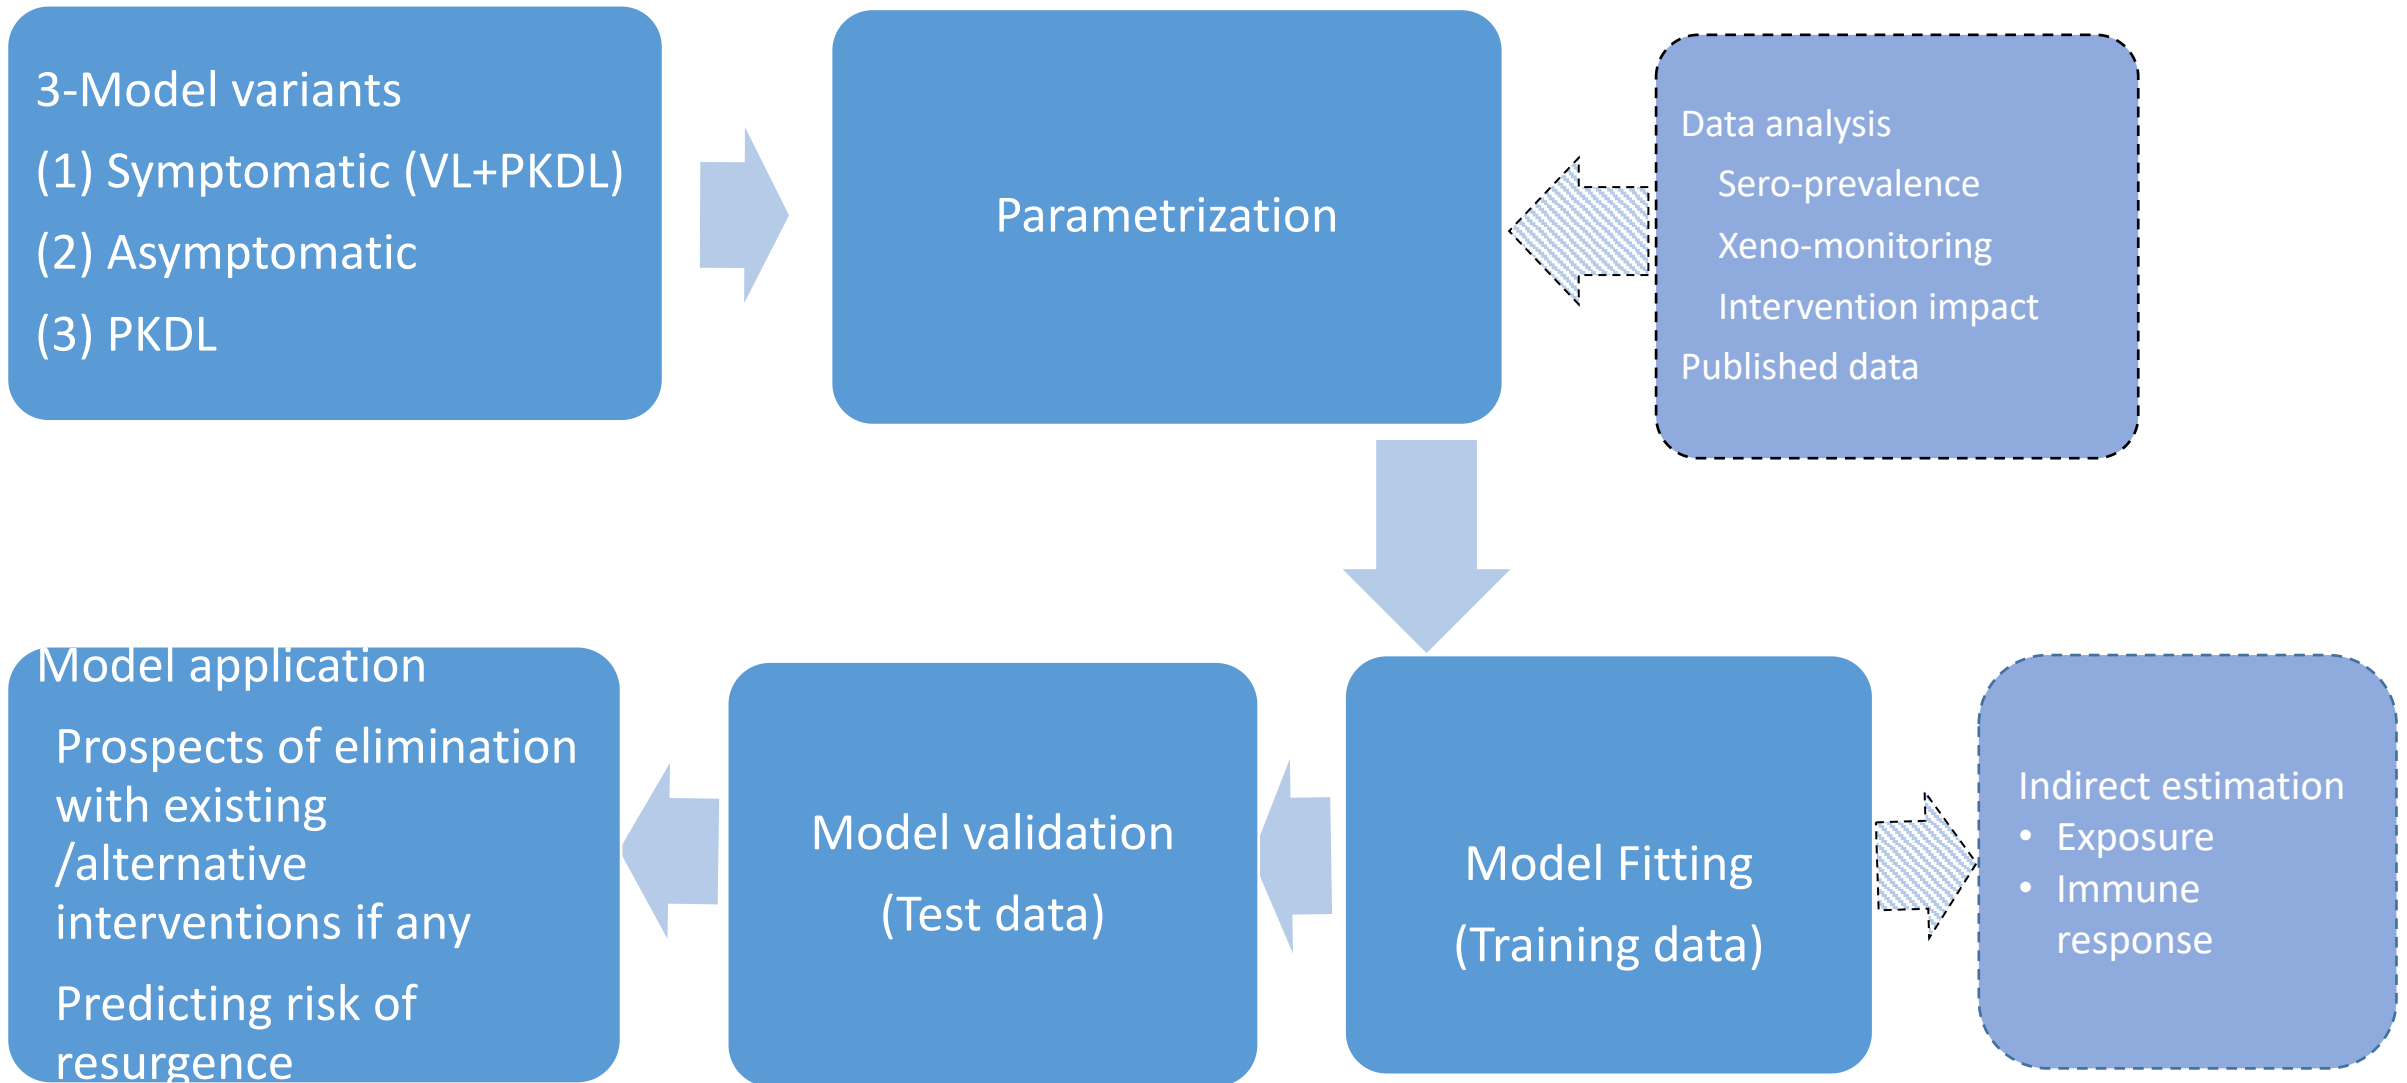 3-Model variants
(1) Symptomatic (VL+PKDL)
(2) Asymptomatic
(3) PKDL
Parametrization
Data analysis
Sero-prevalence
Xeno-monitoring
Intervention impact
Published data
Model application
Prospects of elimination
with existing
/alternative
interventions if any
Predicting risk of
resurgence
Model validation
(Test data)
Model Fitting
(Training data)
Indirect estimation
• Exposure
• Immune
response